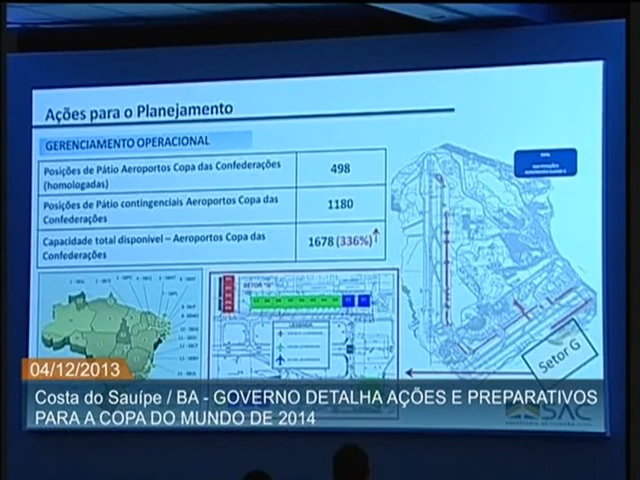 Ações para o Planejamento
GERENCIAMENTO OPERACIONAL
Posições de Pátio Aeroportos Copa das Confederações
(homologadas)
498
Posições de Pátio contingenciais Aeroportos Copa das
Confederações
1180
Capacidade total disponível – Aeroportos Copa das
Confederações
1678 (336%)
SETOR "G"
LEGENDA
Setor G
04/12/2013
Costa do Sauípe / BA - GOVERNO DETALHA AÇÕES E PREPARATIVOS
PARA A COPA DO MUNDO DE 2014
SAC